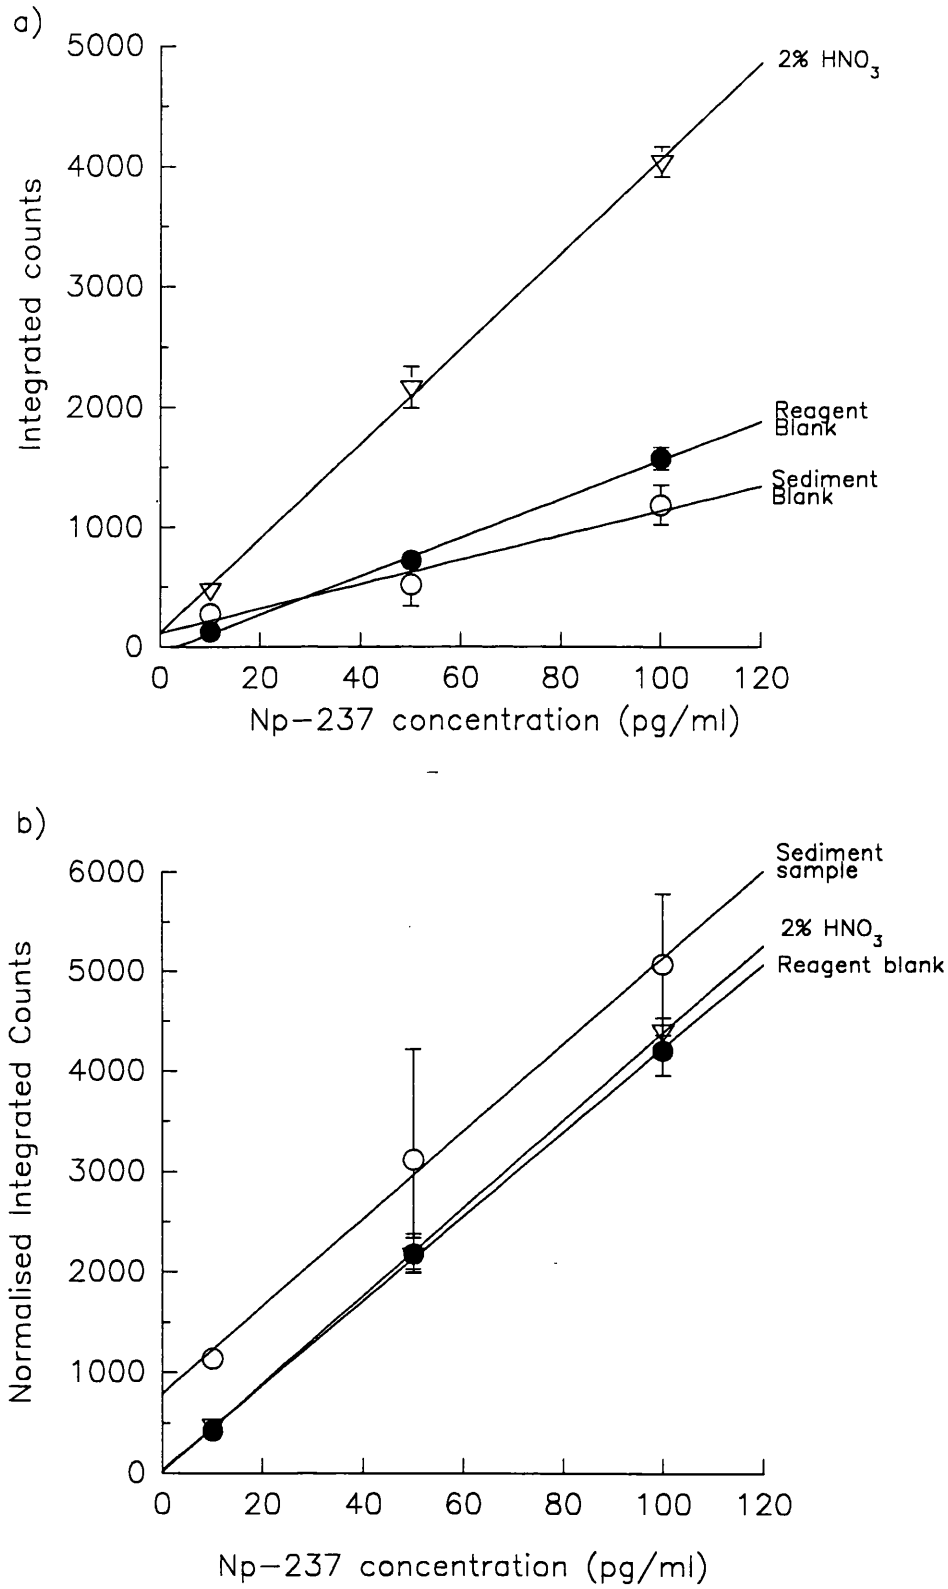 a)
5000
4000
3000
2000
1000
0
Integrated counts
2% HNO3
Reagent
Blank
Sediment
Blank
0 20 40 60 80 100 120
Np-237 concentration (pg/ml)
b)
6000
5000
4000
3000
2000
1000
0
Normalised Integrated Counts
Sediment
sample
2% HNO3
Reagent blank
0 20 40 60 80 100 120
Np-237 concentration (pg/ml)